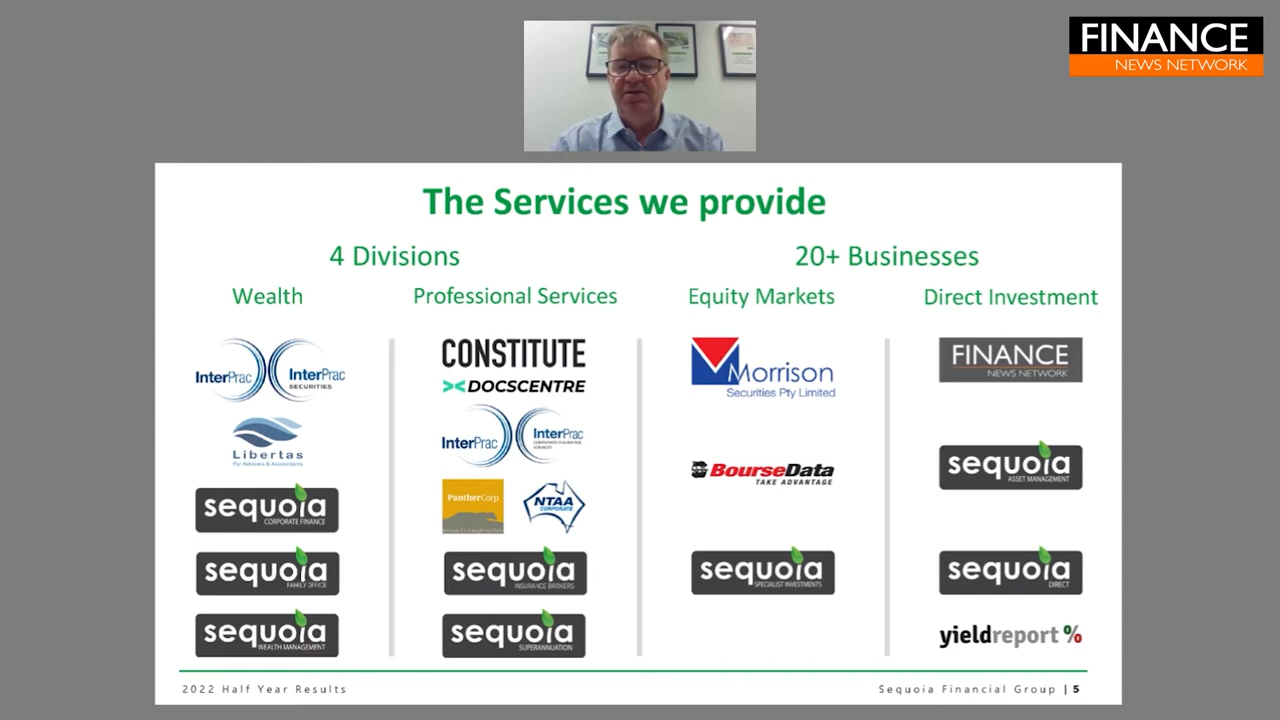 FINANCE
NEWS NETWORK
The Services we provide
4 Divisions
20+ Businesses
Wealth
Professional Services
Equity Markets
Direct Investment
InterPrac
InterPrac
SECURITIES
Libertas
For Advisers & Accountants
sequoia
CORPORATE FINANCE
sequoia
FAMILY OFFICE
sequoia
WEALTH MANAGEMENT
CONSTITUTE
DOCSCENTRE
InterPrac
InterPrac
PantherCorp
NTAA
CORPORATE
sequoia
INSURANCE BROKERS
sequoia
SUPERANNUATION
Morrison
Securities Pty Limited
BourseData
TAKE ADVANTAGE
sequoia
SPECIALIST INVESTMENTS
FINANCE
NEWS NETWORK
sequoia
ASSET MANAGEMENT
sequoia
DIRECT
yieldreport %
2022 Half Year Results
Sequoia Financial Group | 5